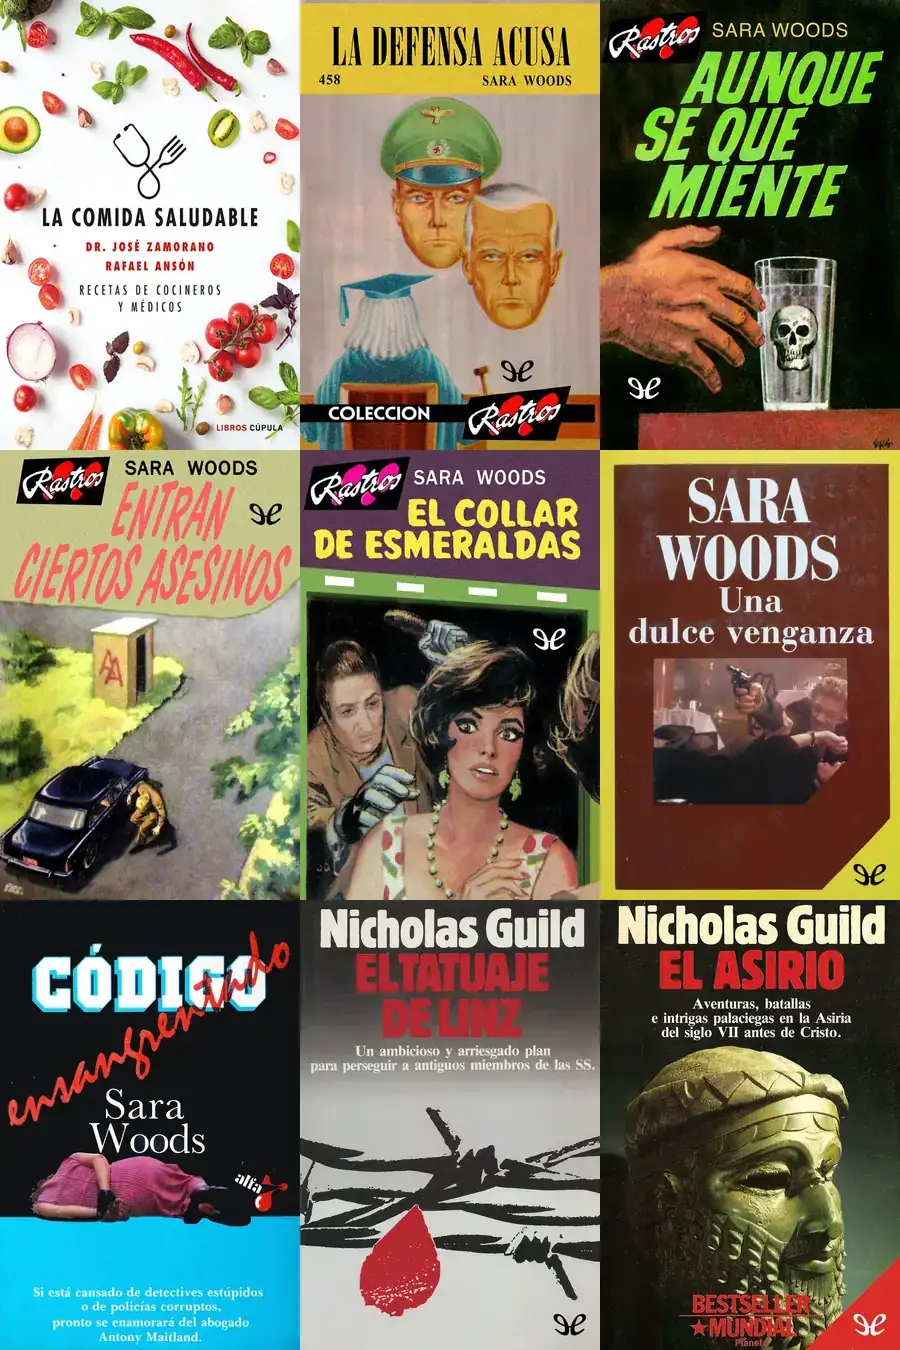 LA COMIDA SALUDABLE
DR. JOSÉ ZAMORANO
RAFAEL ANSÓN
RECETAS DE COCINEROS
Y MÉDICOS
LIBROS CÚPULA
LA DEFENSA ACUSA
458 SARA WOODS
COLECCION Rastros
Rastros SARA WOODS
AUNQUE
SE QUE
MIENTE
Rastros SARA WOODS
ENTRAN
CIERTOS ASESINOS
AA
Rastros SARA WOODS
EL COLLAR
DE ESMERALDAS
SARA
WOODS
Una
dulce venganza
CÓDIGO
ensangrentado
Sara
Woods
alfa 7
Si está cansado de detectives estúpidos
o de policías corruptos,
pronto se enamorará del abogado
Antony Maitland.
Nicholas Guild
EL TATUAJE
DE LINZ
Un ambicioso y arriesgado plan
para perseguir a antiguos miembros de las SS.
Nicholas Guild
EL ASIRIO
Aventuras, batallas
e intrigas palaciegas en la Asiria
del siglo VII antes de Cristo.
BESTSELLER
★MUNDIAL
Planeta